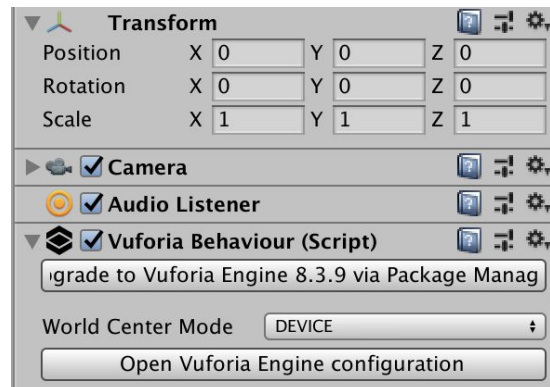 Transform
Position X 0 Y 0 Z 0
Rotation X 0 Y 0 Z 0
Scale X 1 Y 1 Z 1
Camera
Audio Listener
Vuforia Behaviour (Script)
grade to Vuforia Engine 8.3.9 via Package Manag
World Center Mode DEVICE
Open Vuforia Engine configuration